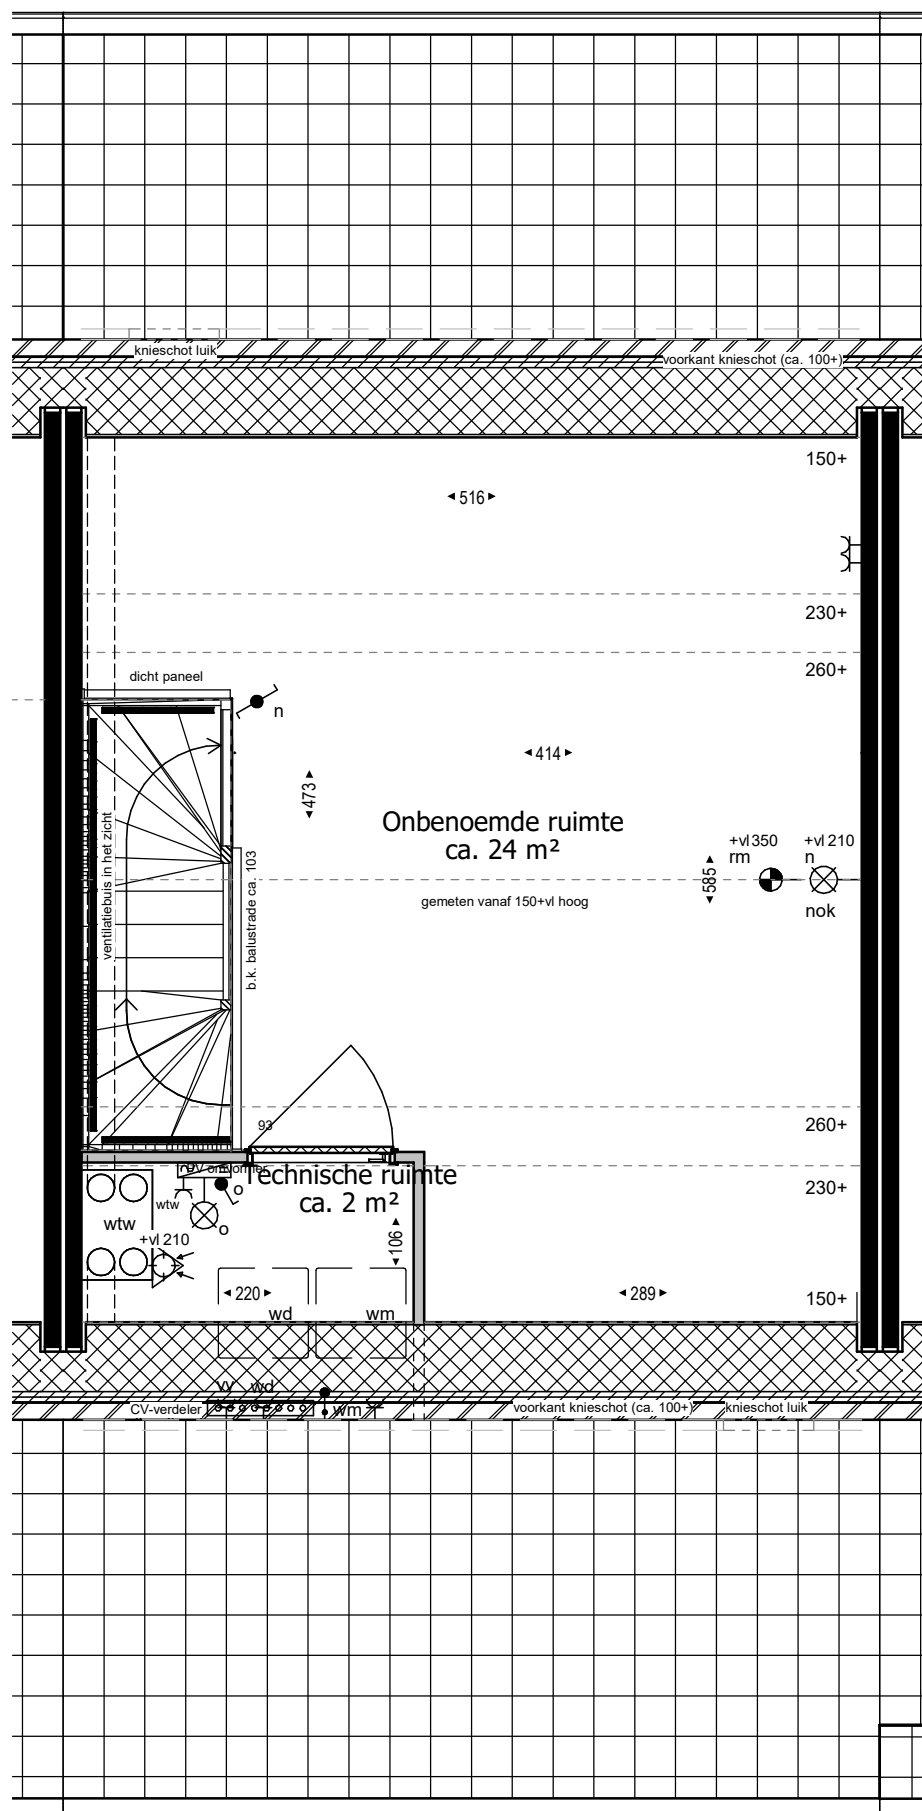 knieschot luik
voorkant knieschot (ca. 100+)
150+
516
230+
260+
dicht paneel
n
414
473
Onbenoemde ruimte
ca. 24 m²
+vl 350
rm
+vl 210
n
585
nok
gemeten vanaf 150+vl hoog
ventilatiebuis in het zicht
b.k. balustrade ca. 103
93
260+
PV omvormer
Technische ruimte
ca. 2 m²
230+
wtw
o
wtw
o
+vl 210
106
220
289
150+
wd
wm
vv
wd
CV-verdeler
wm
voorkant knieschot (ca. 100+)
knieschot luik